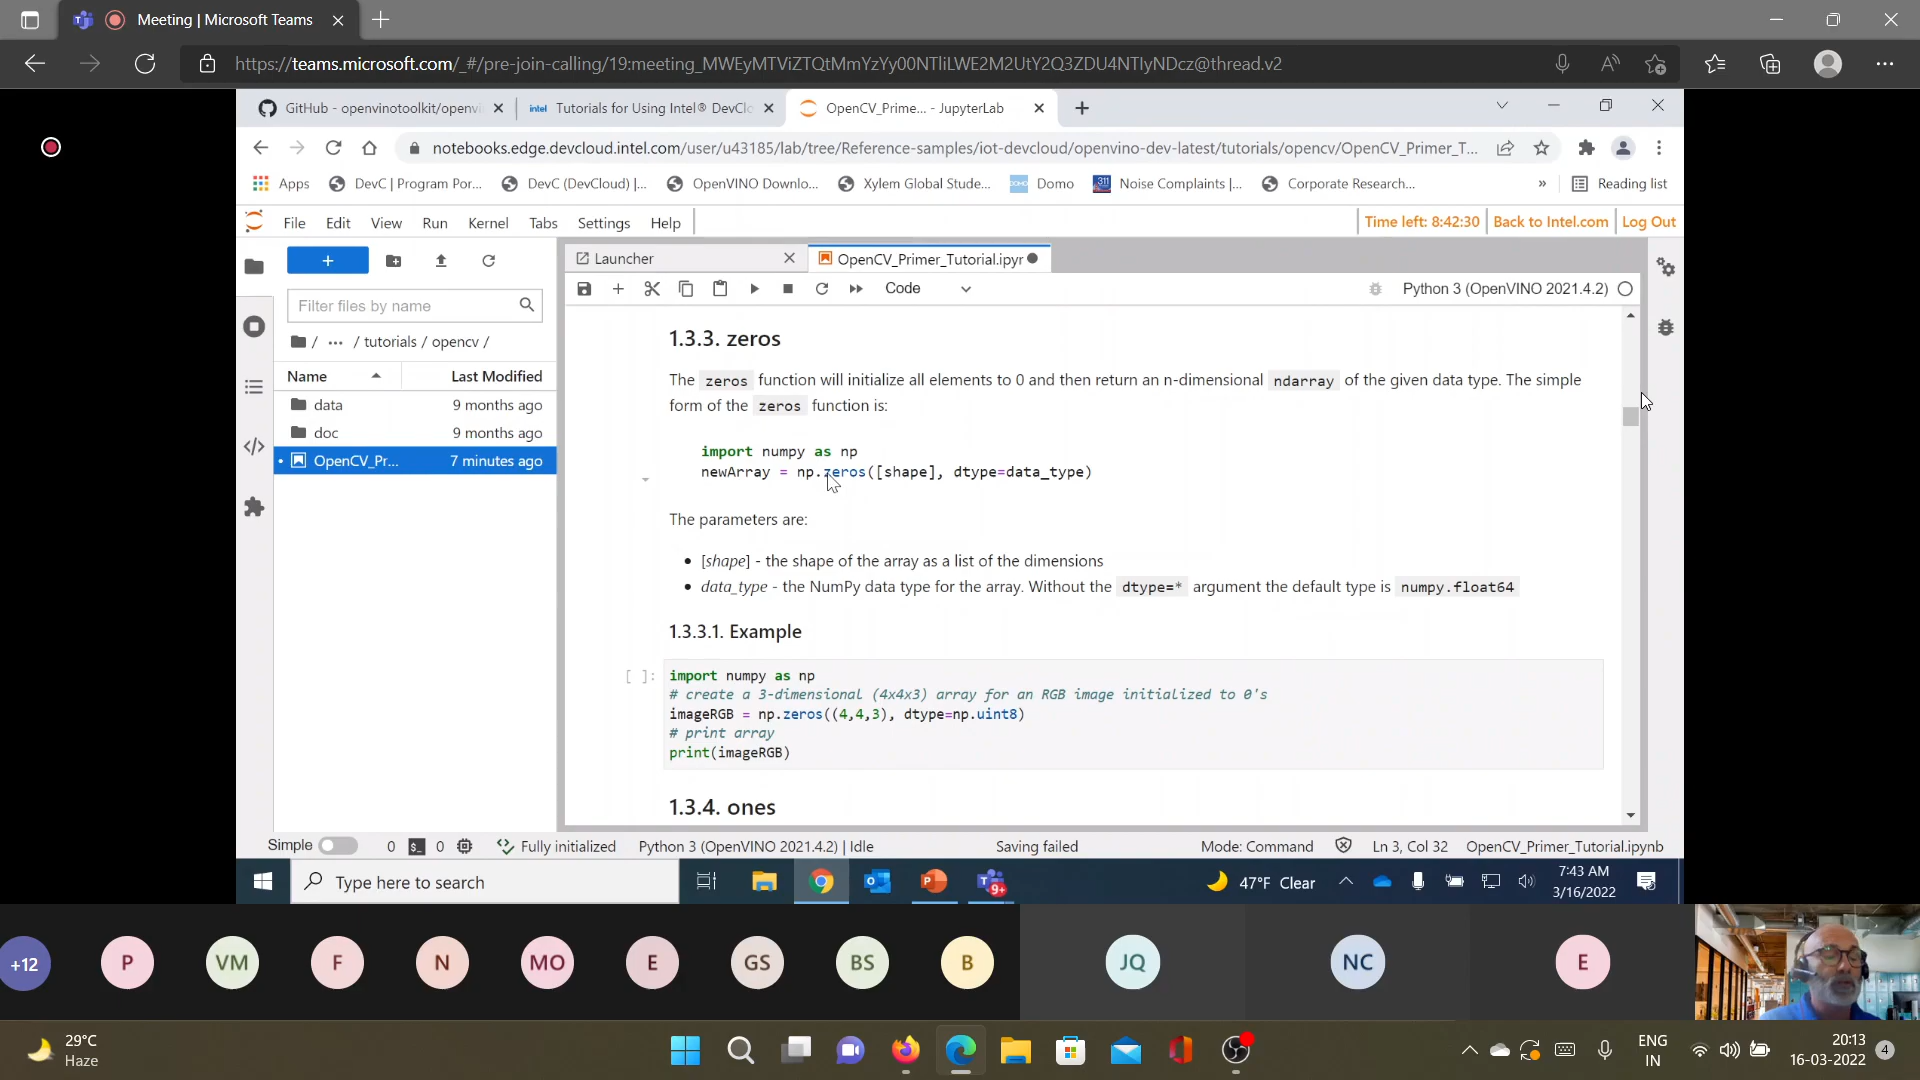 Meeting | Microsoft Teams
https://teams.microsoft.com/_#/pre-join-calling/19:meeting_MWEyMTViZTQtMmYzYy00NTliLWE2M2UtY2Q3ZDU4NTIyNDcz@thread.v2
GitHub - openvinotoolkit/openvi
intel Tutorials for Using Intel® DevClo
OpenCV_Prime... - JupyterLab
notebooks.edge.devcloud.intel.com/user/u43185/lab/tree/Reference-samples/iot-devcloud/openvino-dev-latest/tutorials/opencv/OpenCV_Primer_T...
Apps DevC | Program Por... DevC (DevCloud) |... OpenVINO Downlo... Xylem Global Stude... DOMO Domo 311 Noise Complaints |... Corporate Research... » Reading list
File Edit View Run Kernel Tabs Settings Help
Time left: 8:42:30 Back to Intel.com Log Out
+
Launcher
OpenCV_Primer_Tutorial.ipyr
Code
Python 3 (OpenVINO 2021.4.2)
Filter files by name
/ ··· / tutorials / opencv /
Name Last Modified
data 9 months ago
doc 9 months ago
OpenCV_Pr... 7 minutes ago
1.3.3. zeros
The zeros function will initialize all elements to 0 and then return an n-dimensional ndarray of the given data type. The simple
form of the zeros function is:
import numpy as np
newArray = np.zeros([shape], dtype=data_type)
The parameters are:
• [shape] - the shape of the array as a list of the dimensions
• data_type - the NumPy data type for the array. Without the dtype=* argument the default type is numpy.float64
1.3.3.1. Example
[ ]: import numpy as np
# create a 3-dimensional (4x4x3) array for an RGB image initialized to 0's
imageRGB = np.zeros((4,4,3), dtype=np.uint8)
# print array
print(imageRGB)
1.3.4. ones
Simple 0 $_ 0 Fully initialized Python 3 (OpenVINO 2021.4.2) | Idle Saving failed Mode: Command Ln 3, Col 32 OpenCV_Primer_Tutorial.ipynb
Type here to search
9+
47°F Clear
7:43 AM
3/16/2022
+12 P VM F N MO E GS BS B JQ NC E
29°C
Haze
ENG
IN
20:13
16-03-2022
4